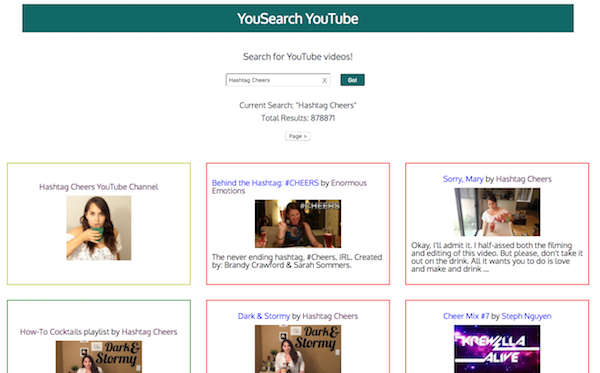 YouSearch YouTube
Search for YouTube videos!
Hashtag Cheers X Go!
Current Search: "Hashtag Cheers"
Total Results: 878871
Page >
Hashtag Cheers YouTube Channel
Behind the Hashtag: #CHEERS by Enormous
Emotions
#CHEERS
The never ending hashtag, #Cheers, IRL. Created
by: Brandy Crawford & Sarah Sommers.
Sorry, Mary by Hashtag Cheers
Okay, I'll admit it. I half-assed both the filming
and editing of this video. But please, don't take it
out on the drink. All it wants you to do is love
and make and drink ...
How-To Cocktails playlist by Hashtag Cheers
Dark&
Stormy
Dark & Stormy by Hashtag Cheers
Dark&
Stormy
Cheer Mix #7 by Steph Nguyen
KREWELLA
ALIVE